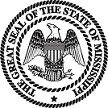 THE GREAT SEAL OF THE STATE OF MISSISSIPPI